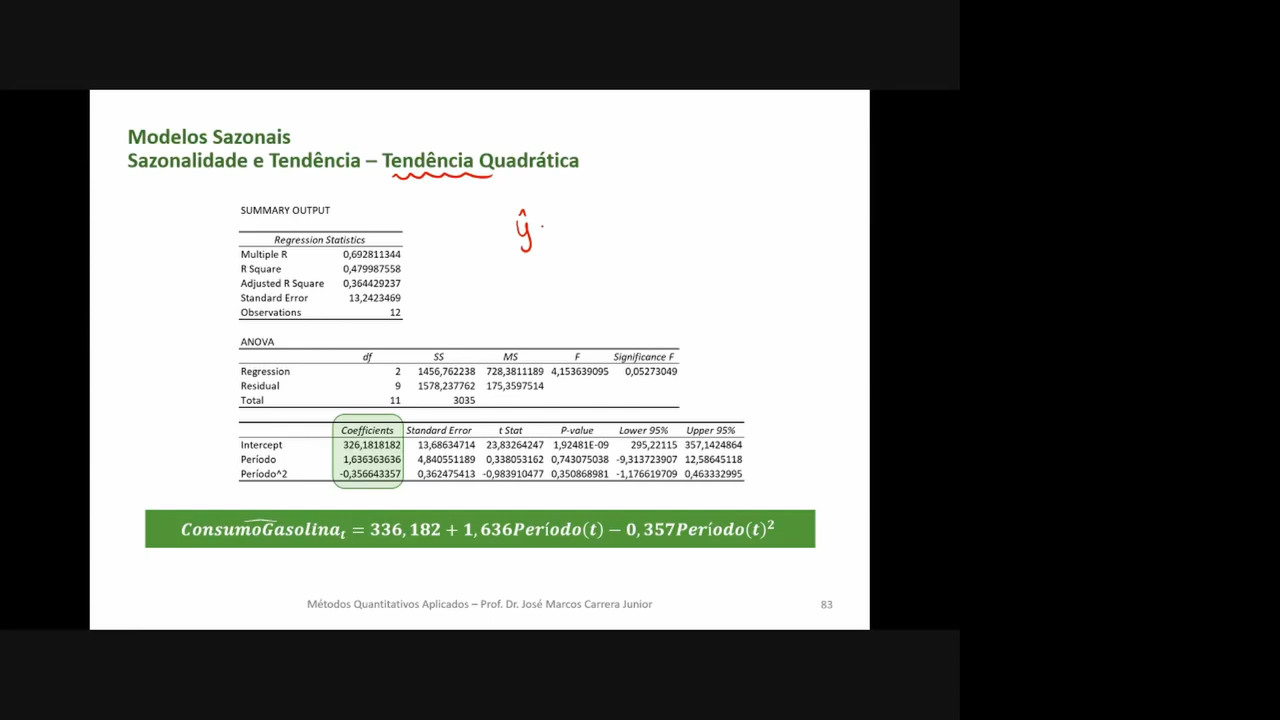 Modelos Sazonais
Sazonalidade e Tendência – Tendência Quadrática
SUMMARY OUTPUT
ŷ
Regression Statistics
Multiple R 0,692811344
R Square 0,479987558
Adjusted R Square 0,364429237
Standard Error 13,2423469
Observations 12
ANOVA
df SS MS F Significance F
Regression 2 1456,762238 728,3811189 4,153639095 0,05273049
Residual 9 1578,237762 175,3597514
Total 11 3035
Coefficients Standard Error t Stat P-value Lower 95% Upper 95%
Intercept 326,1818182 13,68634714 23,83264247 1,92481E-09 295,22115 357,1424864
Período 1,636363636 4,840551189 0,338053162 0,743075038 -9,313723907 12,58645118
Período^2 -0,356643357 0,362475413 -0,983910477 0,350868981 -1,176619709 0,463332995
ConsumoGasolinaₜ = 336,182 + 1,636Período(t) − 0,357Período(t)²
Métodos Quantitativos Aplicados – Prof. Dr. José Marcos Carrera Junior 83